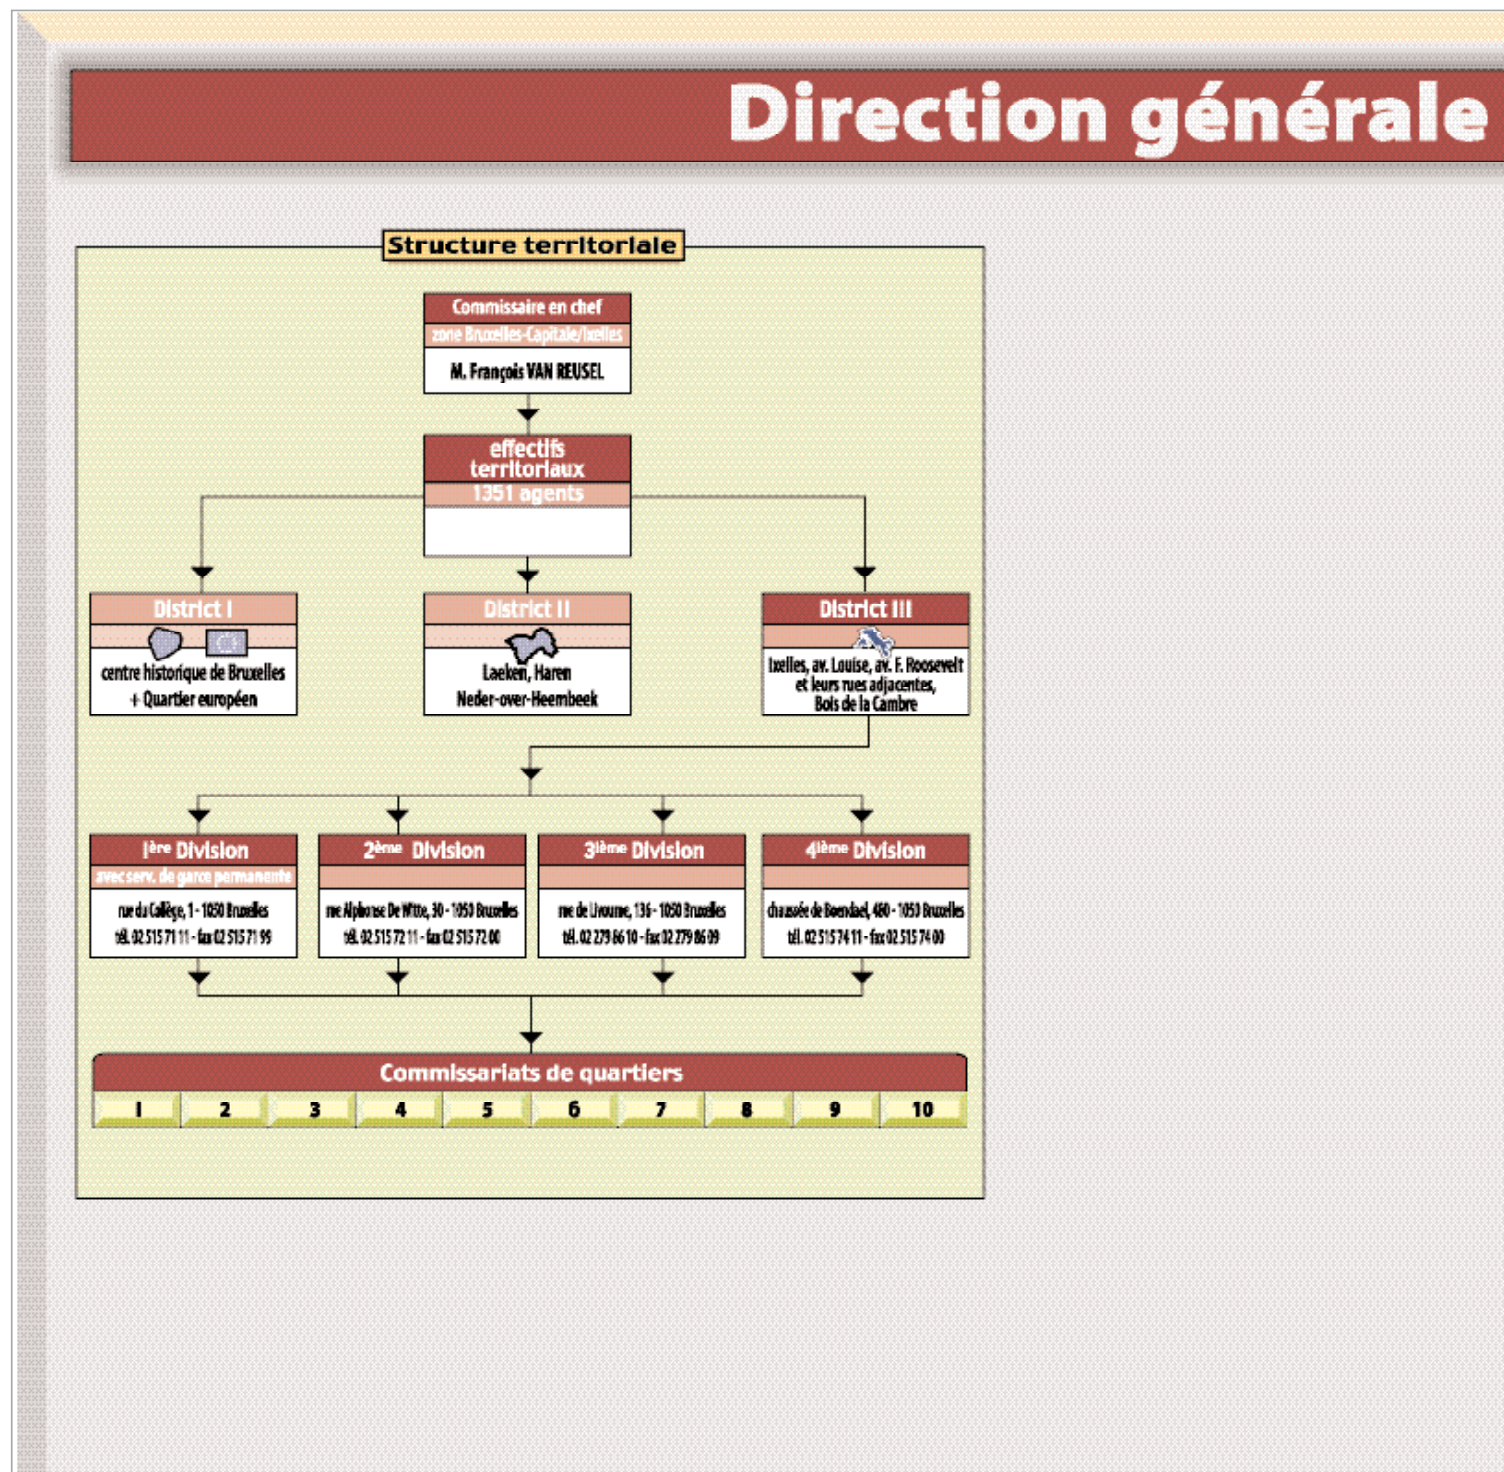 Direction générale
Structure territoriale
Commissaire en chef
zone Bruxelles-Capitale/Ixelles
M. François VAN REUSEL
effectifs
territoriaux
1351 agents
District I
District II
District III
centre historique de Bruxelles
+ Quartier européen
Laeken, Haren
Neder-over-Heembeek
Ixelles, av. Louise, av. F. Roosevelt
et leurs rues adjacentes,
Bois de la Cambre
1ère Division
avec serv. de garce permanente
rue du Collège, 1 - 1050 Bruxelles
tél. 02 515 71 11 - fax 02 515 71 99
2ème Division
rue Alphonse De Witte, 30 - 1050 Bruxelles
tél. 02 515 72 11 - fax 02 515 72 00
3ième Division
rue de Livourne, 136 - 1050 Bruxelles
tél. 02 279 86 10 - fax 02 279 86 09
4ième Division
chaussée de Boendael, 480 - 1050 Bruxelles
tél. 02 515 74 11 - fax 02 515 74 00
Commissariats de quartiers
1 2 3 4 5 6 7 8 9 10